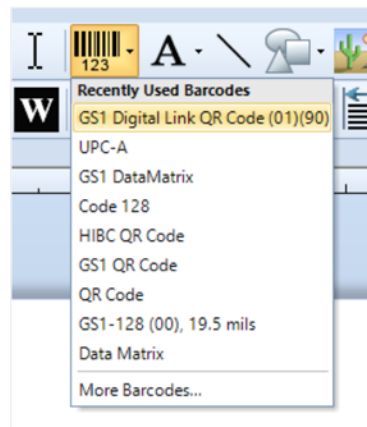 123
A
W
Recently Used Barcodes
GS1 Digital Link QR Code (01)(90)
UPC-A
GS1 DataMatrix
Code 128
HIBC QR Code
GS1 QR Code
QR Code
GS1-128 (00), 19.5 mils
Data Matrix
More Barcodes...